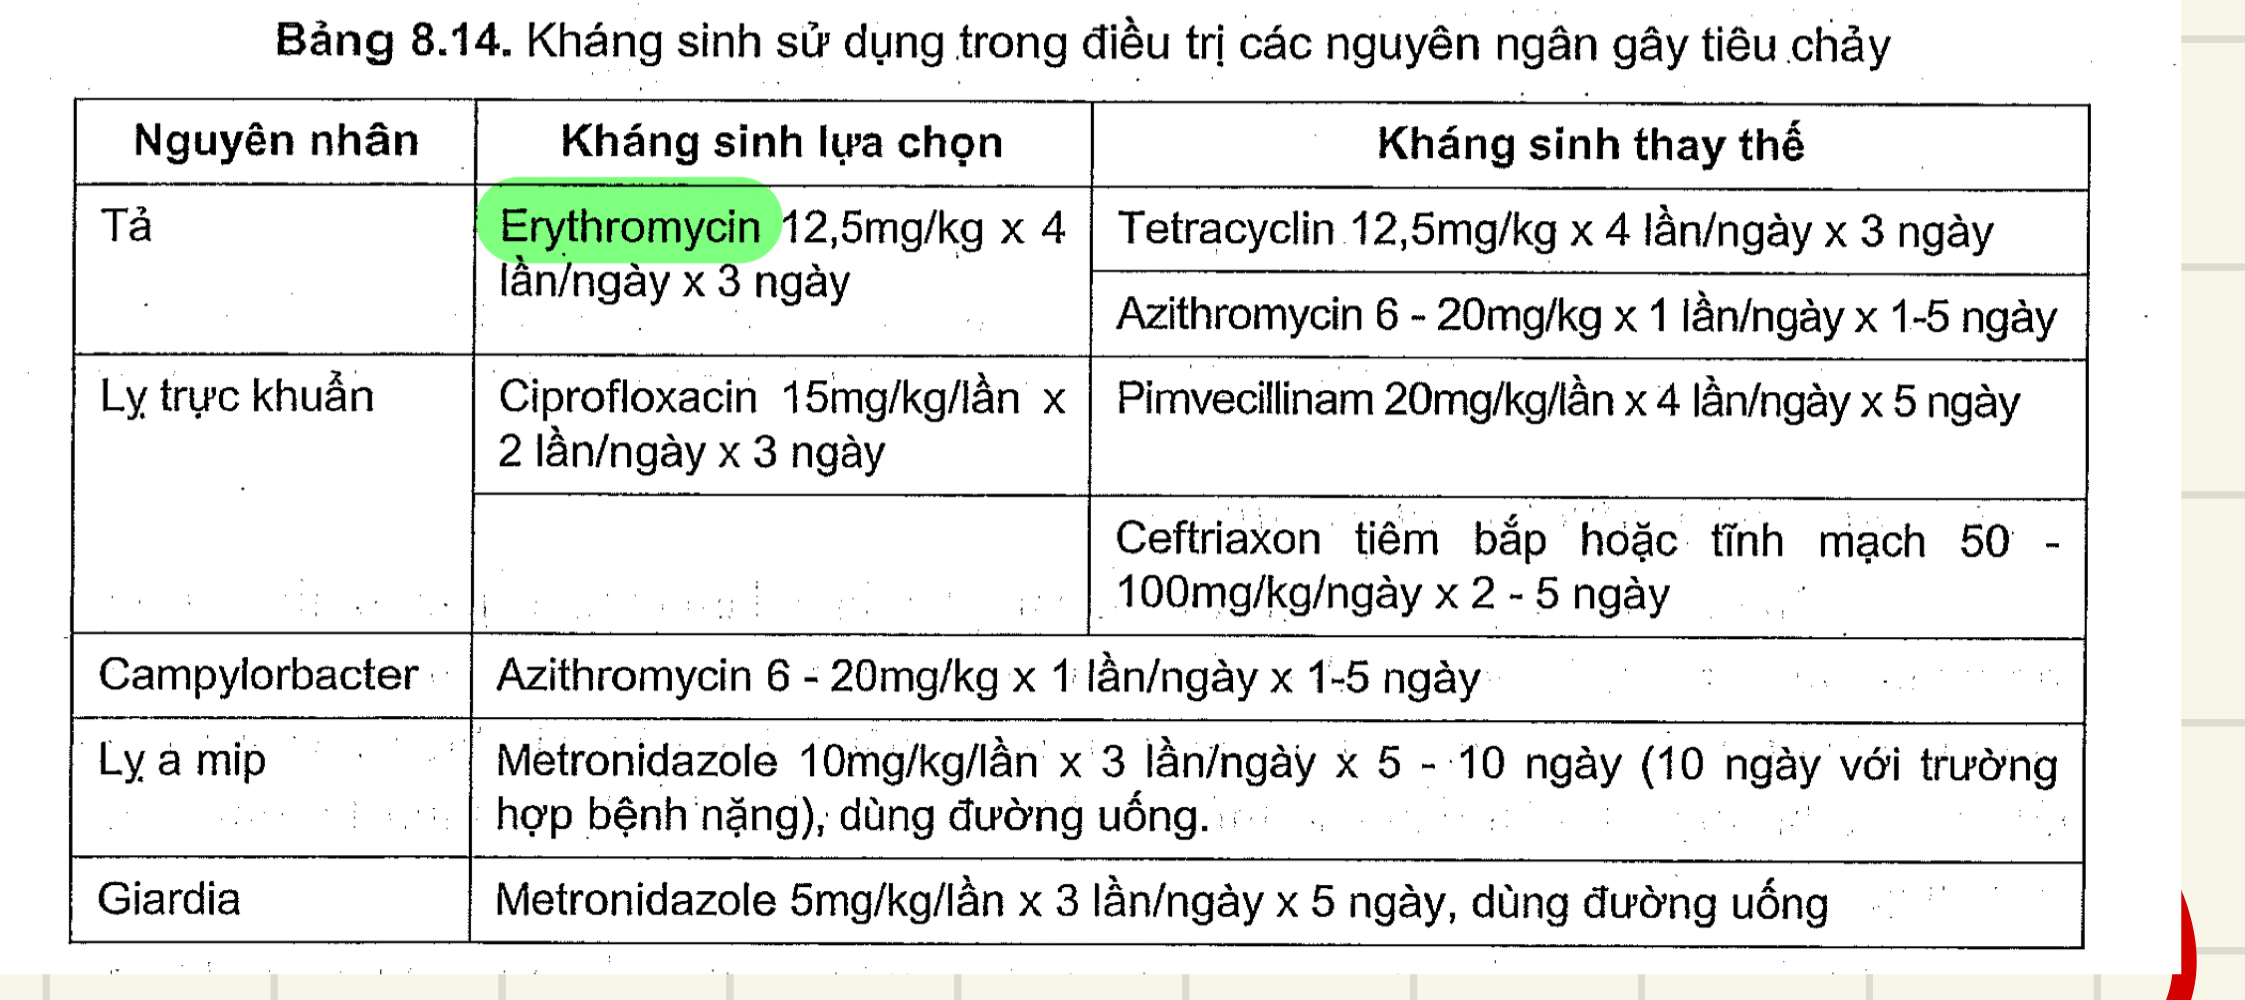 Bảng 8.14. Kháng sinh sử dụng trong điều trị các nguyên ngân gây tiêu chảy
Nguyên nhân
Kháng sinh lựa chọn
Kháng sinh thay thế
Tả
Erythromycin 12,5mg/kg x 4
lần/ngày x 3 ngày
Tetracyclin 12,5mg/kg x 4 lần/ngày x 3 ngày
Azithromycin 6 - 20mg/kg x 1 lần/ngày x 1-5 ngày
Lỵ trực khuẩn
Ciprofloxacin 15mg/kg/lần x
2 lần/ngày x 3 ngày
Pimvecillinam 20mg/kg/lần x 4 lần/ngày x 5 ngày
Ceftriaxon tiêm bắp hoặc tĩnh mạch 50 -
100mg/kg/ngày x 2 - 5 ngày
Campylorbacter
Azithromycin 6 - 20mg/kg x 1 lần/ngày x 1-5 ngày
Lỵ a mip
Metronidazole 10mg/kg/lần x 3 lần/ngày x 5 - 10 ngày (10 ngày với trường
hợp bệnh nặng), dùng đường uống.
Giardia
Metronidazole 5mg/kg/lần x 3 lần/ngày x 5 ngày, dùng đường uống